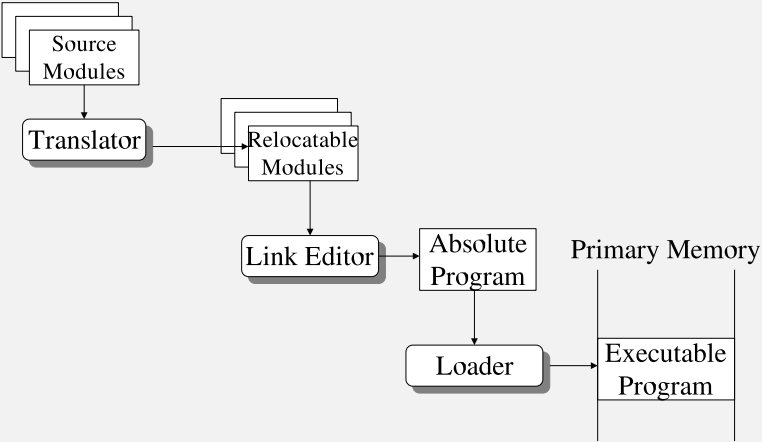 Source
Modules
Translator
Relocatable
Modules
Link Editor
Absolute
Program
Primary Memory
Loader
Executable
Program